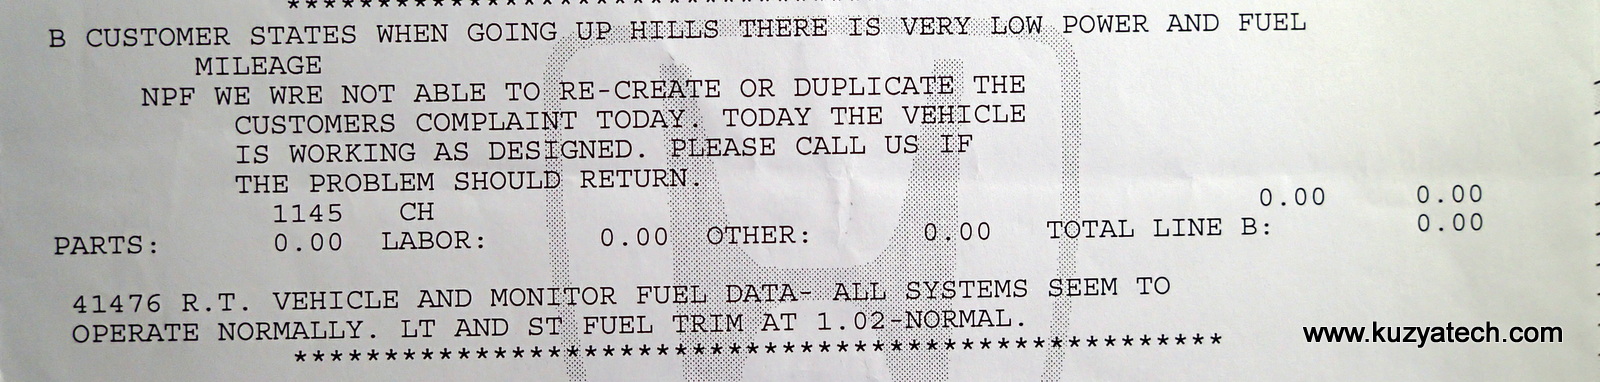 **************************************
B CUSTOMER STATES WHEN GOING UP HILLS THERE IS VERY LOW POWER AND FUEL
MILEAGE
NPF WE WRE NOT ABLE TO RE-CREATE OR DUPLICATE THE
CUSTOMERS COMPLAINT TODAY. TODAY THE VEHICLE
IS WORKING AS DESIGNED. PLEASE CALL US IF
THE PROBLEM SHOULD RETURN.
1145 CH 0.00 0.00
PARTS: 0.00 LABOR: 0.00 OTHER: 0.00 TOTAL LINE B: 0.00
41476 R.T. VEHICLE AND MONITOR FUEL DATA- ALL SYSTEMS SEEM TO
OPERATE NORMALLY. LT AND ST FUEL TRIM AT 1.02-NORMAL.
***************************************************
www.kuzyatech.com